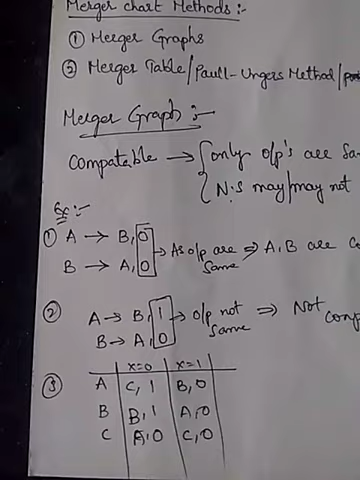 Merger chart Methods :-
① Merger Graphs
② Merger Table/Paull-Ungers Method/
Merger Graph :-
Compatable → { only o/p's are Sa
N.S may/may not
Ex :-
① A → B, 0
B → A, 0 → As o/p are same ⇒ A, B are C
② A → B, 1
B → A, 0 → o/p not same ⇒ Not comp
③ x=0 x=1
A C, 1 B, 0
B B, 1 A, 0
C A, 0 C, 0